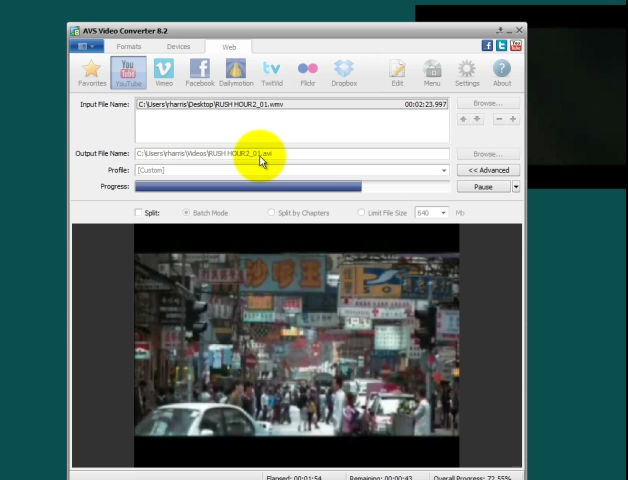 AVS Video Converter 8.2
Formats Devices Web
Favorites YouTube Vimeo Facebook Dailymotion TwitVid Flickr Dropbox Edit Menu Settings About
Input File Name: C:\Users\rharris\Desktop\RUSH HOUR2_01.wmv 00:02:23.997 Browse...
Output File Name: C:\Users\rharris\Videos\RUSH HOUR2_01.avi Browse...
Profile: [Custom] << Advanced
Progress: Pause
Split: Batch Mode Split by Chapters Limit File Size 640 Mb
Elapsed: 00:01:54 Remaining: 00:00:43 Overall Progress: 72.55%